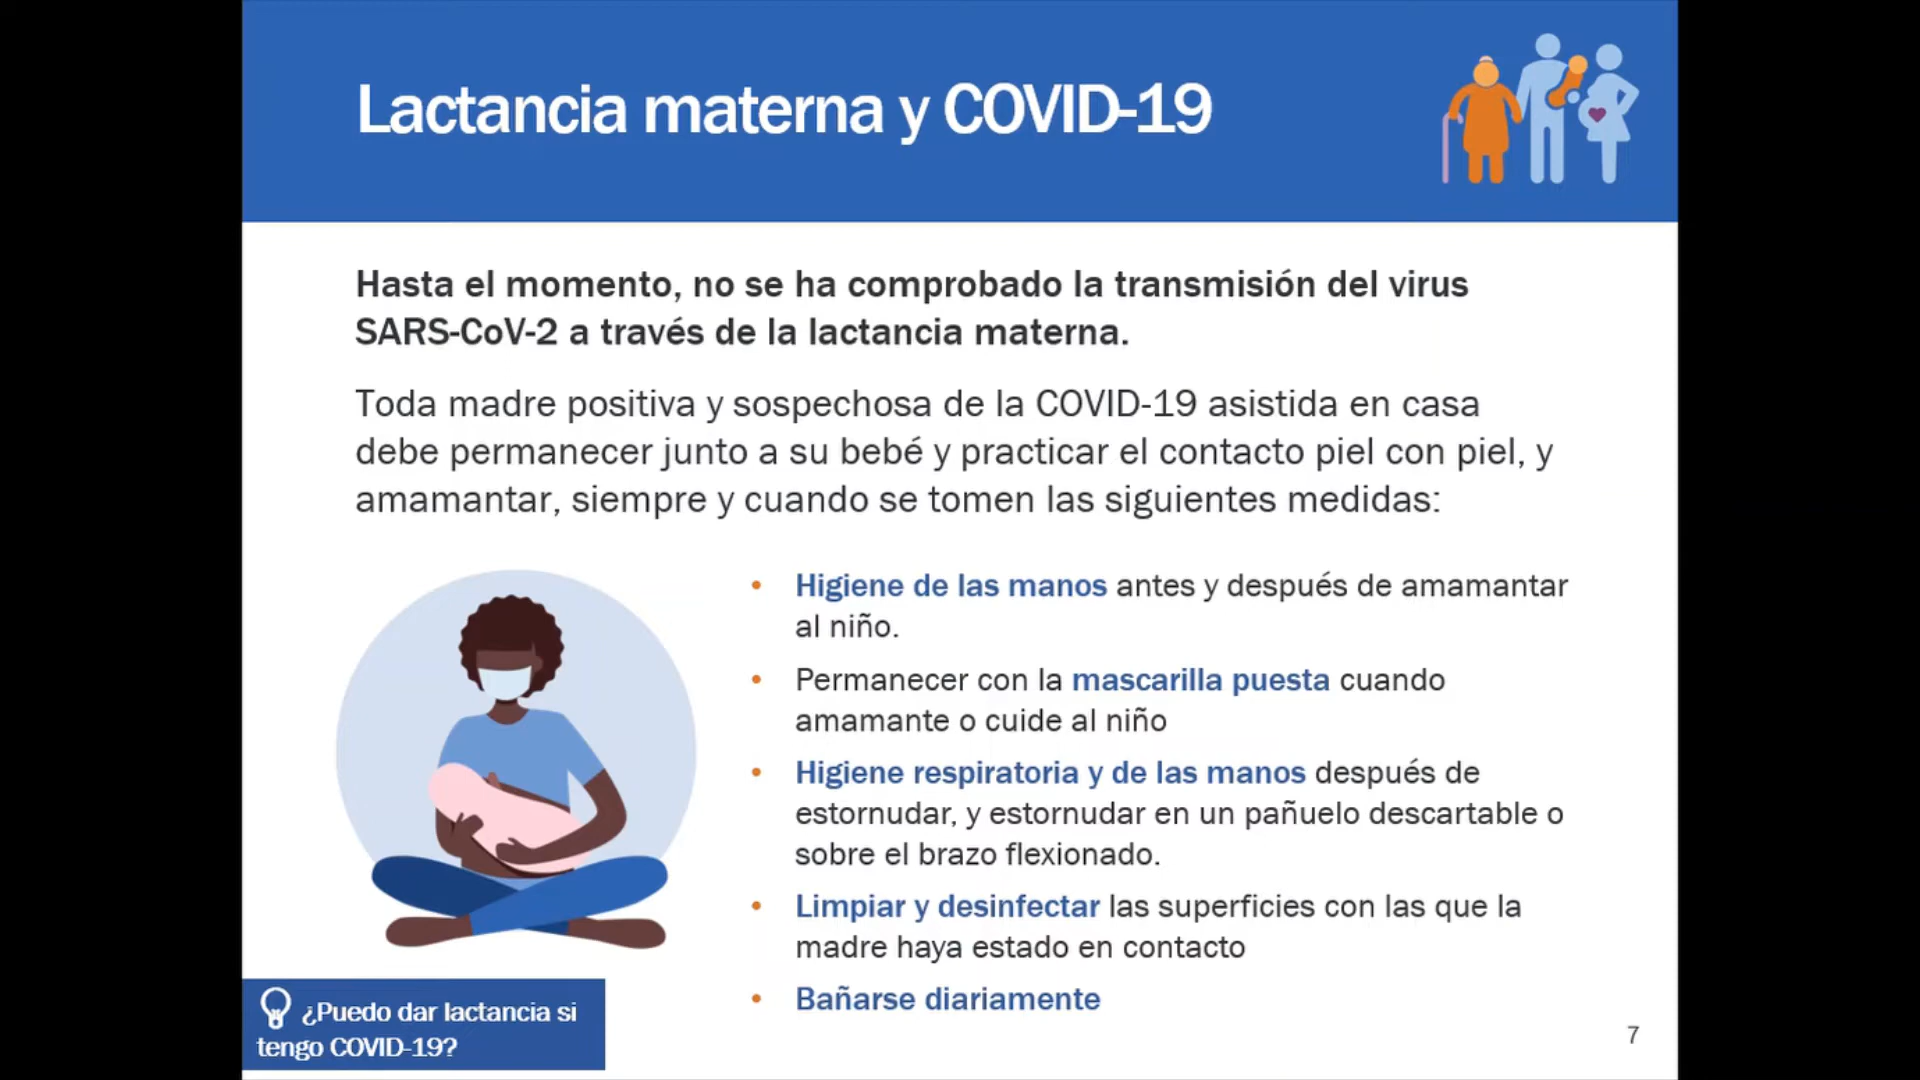 Lactancia materna y COVID-19
Hasta el momento, no se ha comprobado la transmisión del virus
SARS-CoV-2 a través de la lactancia materna.
Toda madre positiva y sospechosa de la COVID-19 asistida en casa
debe permanecer junto a su bebé y practicar el contacto piel con piel, y
amamantar, siempre y cuando se tomen las siguientes medidas:
• Higiene de las manos antes y después de amamantar
al niño.
• Permanecer con la mascarilla puesta cuando
amamante o cuide al niño
• Higiene respiratoria y de las manos después de
estornudar, y estornudar en un pañuelo descartable o
sobre el brazo flexionado.
• Limpiar y desinfectar las superficies con las que la
madre haya estado en contacto
• Bañarse diariamente
¿Puedo dar lactancia si
tengo COVID-19?
7